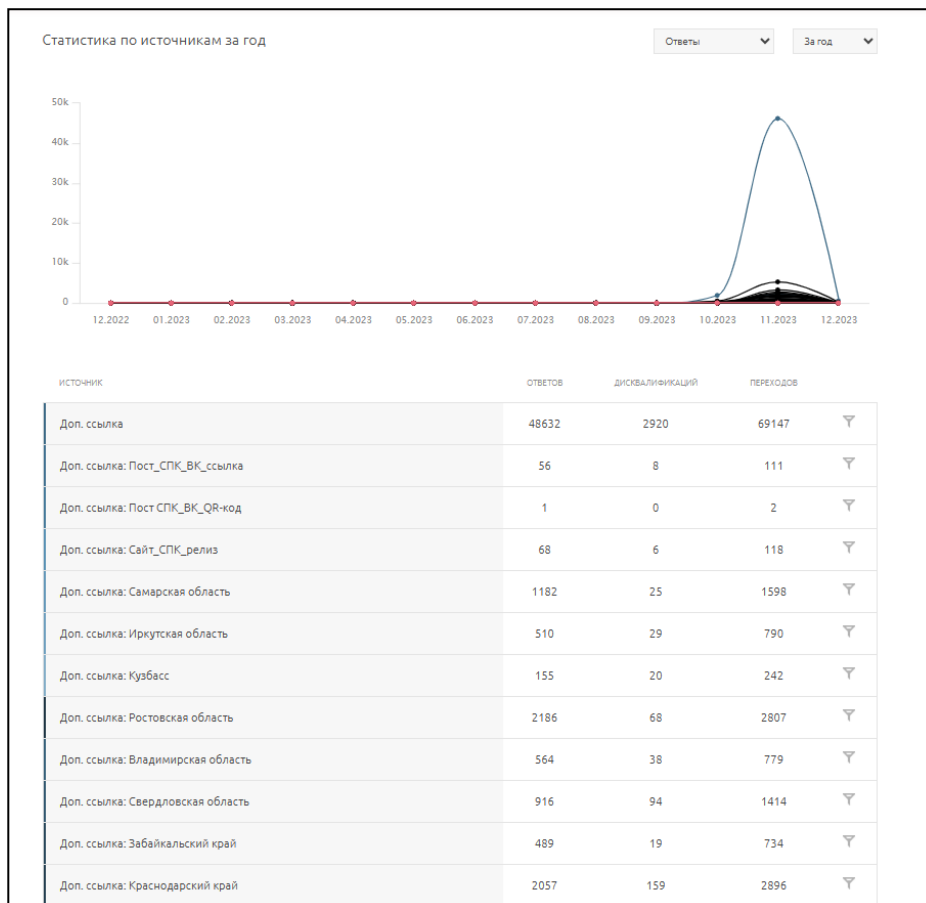 Статистика по источникам за год
Ответы
За год
50k
40k
30k
20k
10k
0
12.2022 01.2023 02.2023 03.2023 04.2023 05.2023 06.2023 07.2023 08.2023 09.2023 10.2023 11.2023 12.2023
ИСТОЧНИК ОТВЕТОВ ДИСКВАЛИФИКАЦИЙ ПЕРЕХОДОВ
Доп. ссылка 48632 2920 69147
Доп. ссылка: Пост_СПК_ВК_ссылка 56 8 111
Доп. ссылка: Пост СПК_ВК_QR-код 1 0 2
Доп. ссылка: Сайт_СПК_релиз 68 6 118
Доп. ссылка: Самарская область 1182 25 1598
Доп. ссылка: Иркутская область 510 29 790
Доп. ссылка: Кузбасс 155 20 242
Доп. ссылка: Ростовская область 2186 68 2807
Доп. ссылка: Владимирская область 564 38 779
Доп. ссылка: Свердловская область 916 94 1414
Доп. ссылка: Забайкальский край 489 19 734
Доп. ссылка: Краснодарский край 2057 159 2896